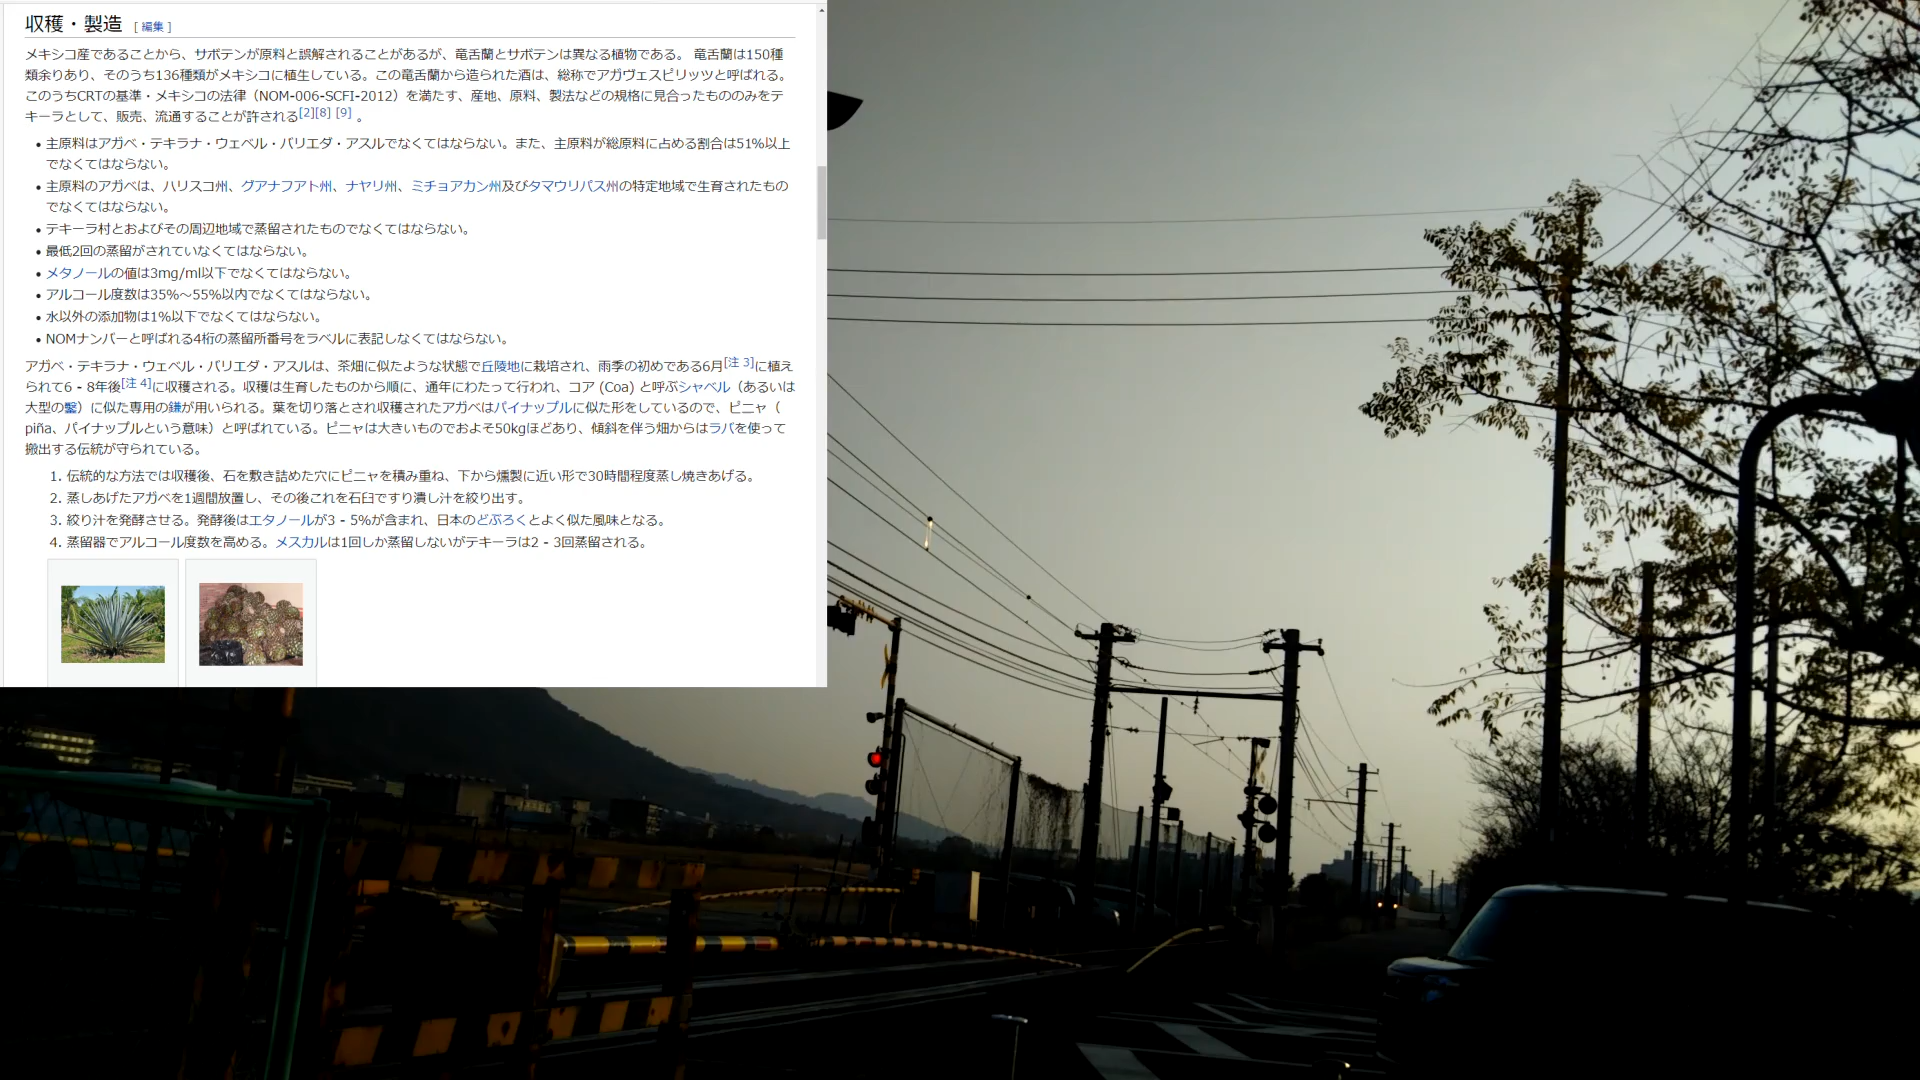 収穫・製造 [ 編集 ]
メキシコ産であることから、サボテンが原料と誤解されることがあるが、竜舌蘭とサボテンは異なる植物である。 竜舌蘭は150種
類余りあり、そのうち136種類がメキシコに植生している。この竜舌蘭から造られた酒は、総称でアガヴェスピリッツと呼ばれる。
このうちCRTの基準・メキシコの法律（NOM-006-SCFI-2012）を満たす、産地、原料、製法などの規格に見合ったもののみをテ
キーラとして、販売、流通することが許される[2][8] [9] 。
• 主原料はアガベ・テキラナ・ウェベル・バリエダ・アスルでなくてはならない。また、主原料が総原料に占める割合は51%以上
でなくてはならない。
• 主原料のアガベは、ハリスコ州、グアナフアト州、ナヤリ州、ミチョアカン州及びタマウリパス州の特定地域で生育されたもの
でなくてはならない。
• テキーラ村とおよびその周辺地域で蒸留されたものでなくてはならない。
• 最低2回の蒸留がされていなくてはならない。
• メタノールの値は3mg/ml以下でなくてはならない。
• アルコール度数は35%～55%以内でなくてはならない。
• 水以外の添加物は1%以下でなくてはならない。
• NOMナンバーと呼ばれる4桁の蒸留所番号をラベルに表記しなくてはならない。
アガベ・テキラナ・ウェベル・バリエダ・アスルは、茶畑に似たような状態で丘陵地に栽培され、雨季の初めである6月[注 3]に植え
られて6 - 8年後[注 4]に収穫される。収穫は生育したものから順に、通年にわたって行われ、コア (Coa) と呼ぶシャベル（あるいは
大型の鑿）に似た専用の鎌が用いられる。葉を切り落とされ収穫されたアガベはパイナップルに似た形をしているので、ピニャ（
piña、パイナップルという意味）と呼ばれている。ピニャは大きいものでおよそ50kgほどあり、傾斜を伴う畑からはラバを使って
搬出する伝統が守られている。
1. 伝統的な方法では収穫後、石を敷き詰めた穴にピニャを積み重ね、下から燻製に近い形で30時間程度蒸し焼きあげる。
2. 蒸しあげたアガベを1週間放置し、その後これを石臼ですり潰し汁を絞り出す。
3. 絞り汁を発酵させる。発酵後はエタノールが3 - 5%が含まれ、日本のどぶろくとよく似た風味となる。
4. 蒸留器でアルコール度数を高める。メスカルは1回しか蒸留しないがテキーラは2 - 3回蒸留される。